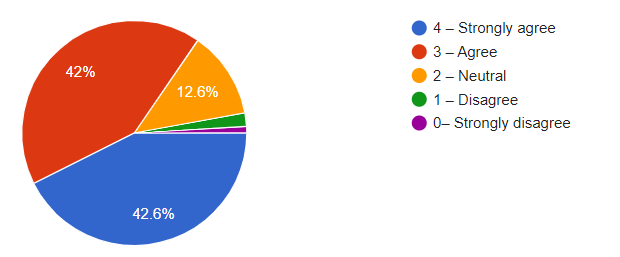 42%
12.6%
42.6%
4 – Strongly agree
3 – Agree
2 – Neutral
1 – Disagree
0– Strongly disagree